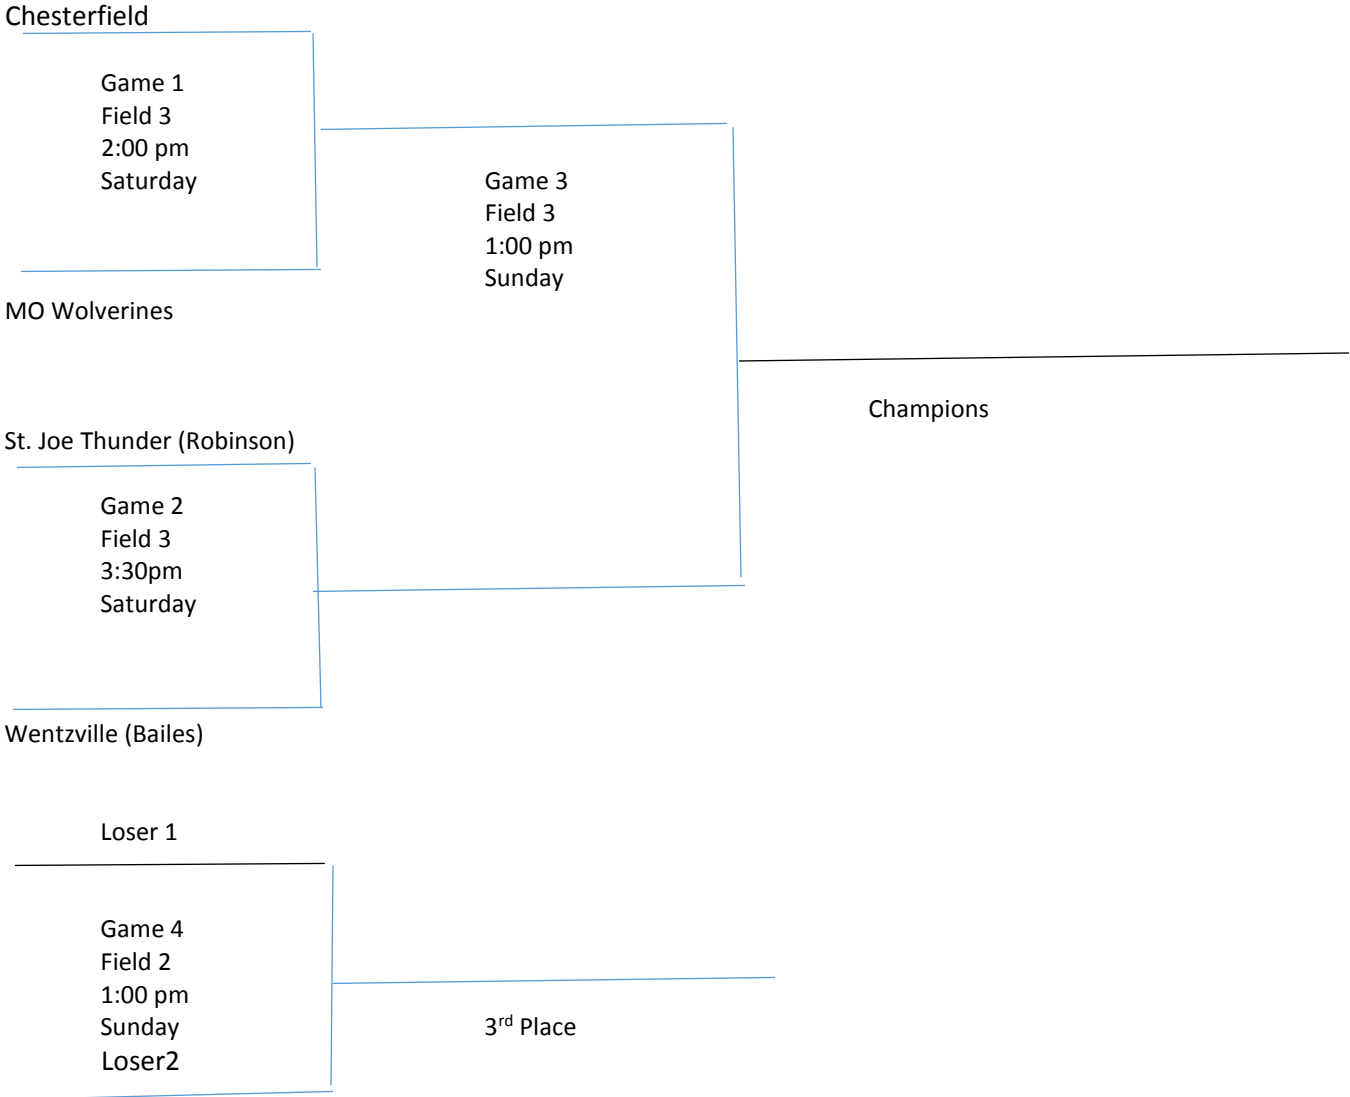 Chesterfield
Game 1
Field 3
2:00 pm
Saturday
Game 3
Field 3
1:00 pm
Sunday
MO Wolverines
Champions
St. Joe Thunder (Robinson)
Game 2
Field 3
3:30pm
Saturday
Wentzville (Bailes)
Loser 1
Game 4
Field 2
1:00 pm
Sunday
3rd Place
Loser2